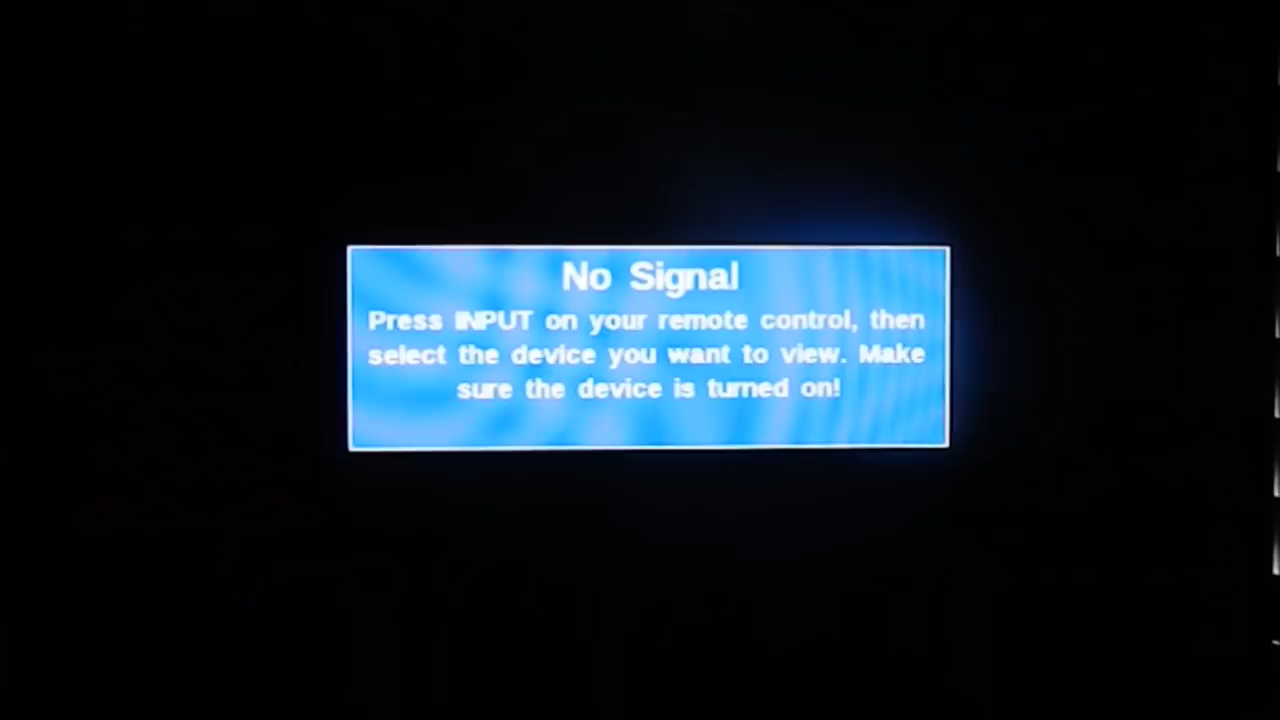 No Signal
Press INPUT on your remote control, then
select the device you want to view. Make
sure the device is turned on!